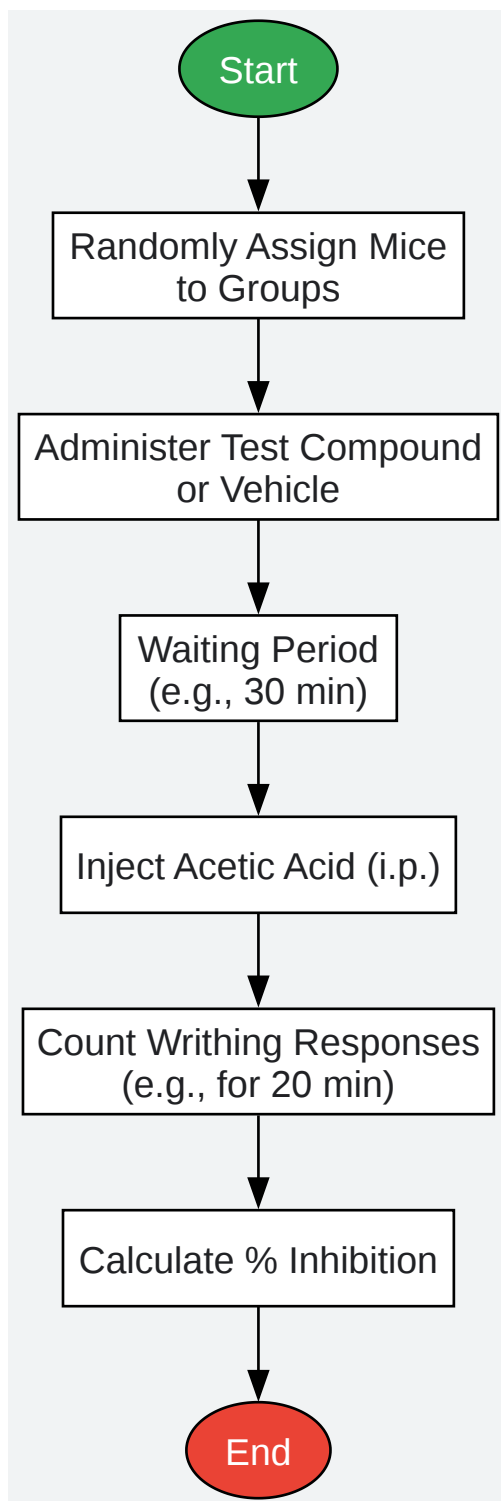 Start
Randomly Assign Mice
to Groups
Administer Test Compound
or Vehicle
Waiting Period
(e.g., 30 min)
Inject Acetic Acid (i.p.)
Count Writhing Responses
(e.g., for 20 min)
Calculate % Inhibition
End